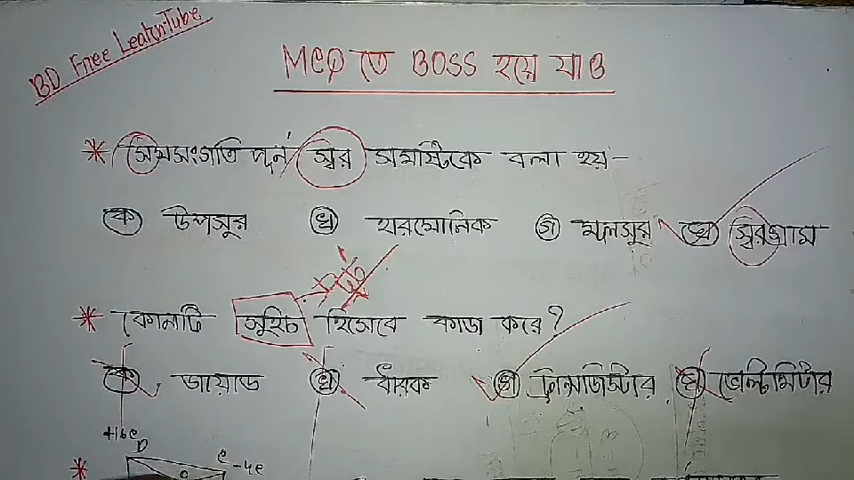 BD Free LearnTube
MCQ তে BOSS হয়ে যাও
* সিমসংগতি পূর্ন স্বর সমষ্টিকে বলা হয়-
ক উপসুর খ হারমোনিক গ মূলসুর ঘ স্বরগ্রাম
* কোনটি সুইচ হিসেবে কাজ করে?
ক ডায়োড খ ধারক গ ট্রানজিস্টার ঘ ভোল্টমিটার
+16e
D e -4e
*